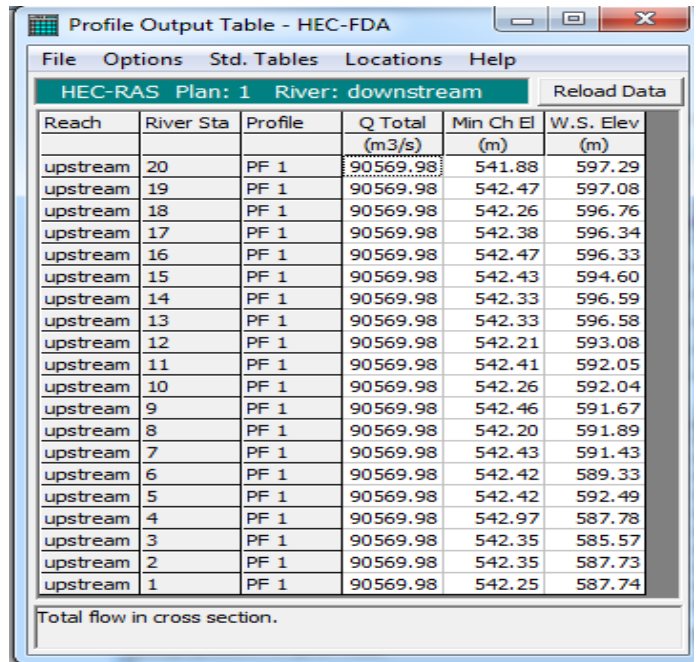 Profile Output Table - HEC-FDA
File Options Std. Tables Locations Help
HEC-RAS Plan: 1 River: downstream Reload Data
Reach River Sta Profile Q Total Min Ch El W.S. Elev
(m3/s) (m) (m)
upstream 20 PF 1 90569.98 541.88 597.29
upstream 19 PF 1 90569.98 542.47 597.08
upstream 18 PF 1 90569.98 542.26 596.76
upstream 17 PF 1 90569.98 542.38 596.34
upstream 16 PF 1 90569.98 542.47 596.33
upstream 15 PF 1 90569.98 542.43 594.60
upstream 14 PF 1 90569.98 542.33 596.59
upstream 13 PF 1 90569.98 542.33 596.58
upstream 12 PF 1 90569.98 542.21 593.08
upstream 11 PF 1 90569.98 542.41 592.05
upstream 10 PF 1 90569.98 542.26 592.04
upstream 9 PF 1 90569.98 542.46 591.67
upstream 8 PF 1 90569.98 542.20 591.89
upstream 7 PF 1 90569.98 542.43 591.43
upstream 6 PF 1 90569.98 542.42 589.33
upstream 5 PF 1 90569.98 542.42 592.49
upstream 4 PF 1 90569.98 542.97 587.78
upstream 3 PF 1 90569.98 542.35 585.57
upstream 2 PF 1 90569.98 542.35 587.73
upstream 1 PF 1 90569.98 542.25 587.74
Total flow in cross section.